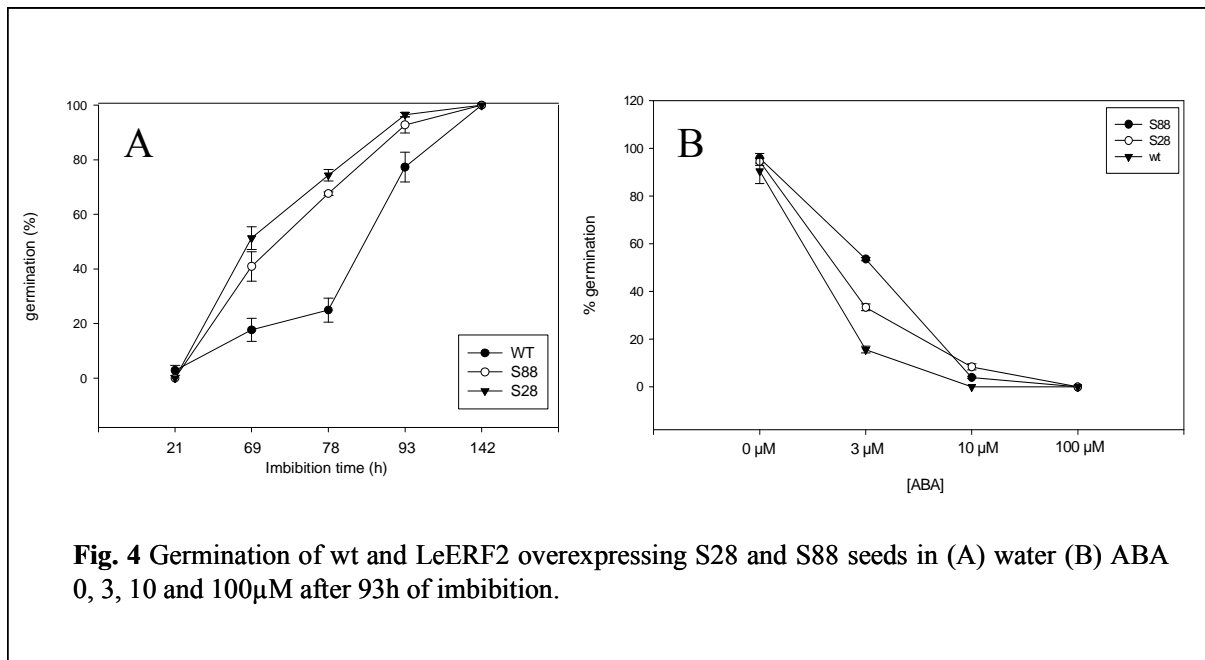 A
100
80
60
40
20
0
germination (%)
WT
S88
S28
21 69 78 93 142
Imbibition time (h)
B
120
100
80
60
40
20
0
% germination
S88
S28
wt
0 µM 3 µM 10 µM 100 µM
[ABA]
Fig. 4 Germination of wt and LeERF2 overexpressing S28 and S88 seeds in (A) water (B) ABA
0, 3, 10 and 100µM after 93h of imbibition.